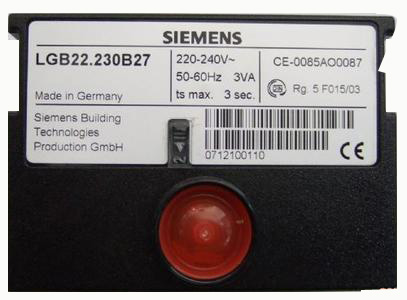 SIEMENS
LGB22.230B27
220-240V~
50-60Hz 3VA
ts max. 3 sec.
CE-0085AO0087
Rg. 5 F015/03
Made in Germany
Siemens Building
Technologies
Production GmbH
0712100110
CE